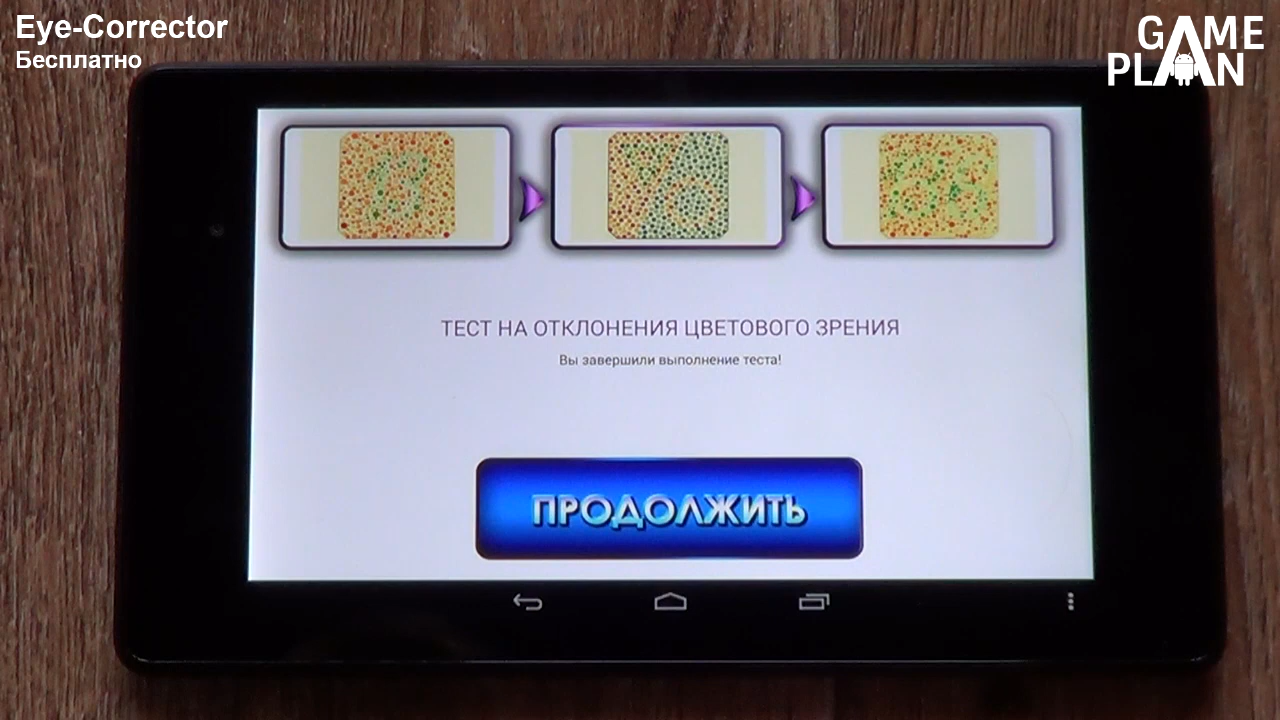 Eye-Corrector
Бесплатно
GAME
PLAN
ТЕСТ НА ОТКЛОНЕНИЯ ЦВЕТОВОГО ЗРЕНИЯ
Вы завершили выполнение теста!
ПРОДОЛЖИТЬ